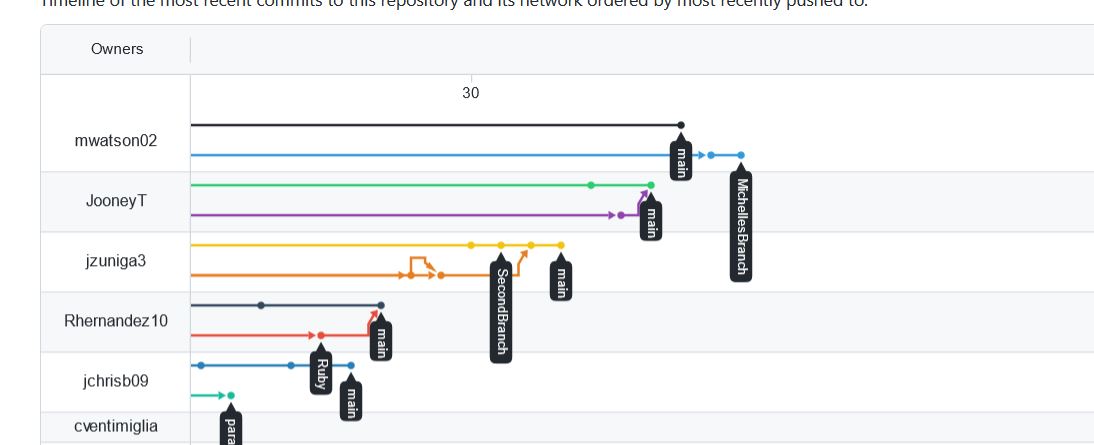 Timeline of the most recent commits to this repository and its network ordered by most recently pushed to.
Owners
30
mwatson02
main
MichellesBranch
JooneyT
main
jzuniga3
SecondBranch
main
Rhernandez10
main
Ruby
jchrisb09
main
para
cventimiglia